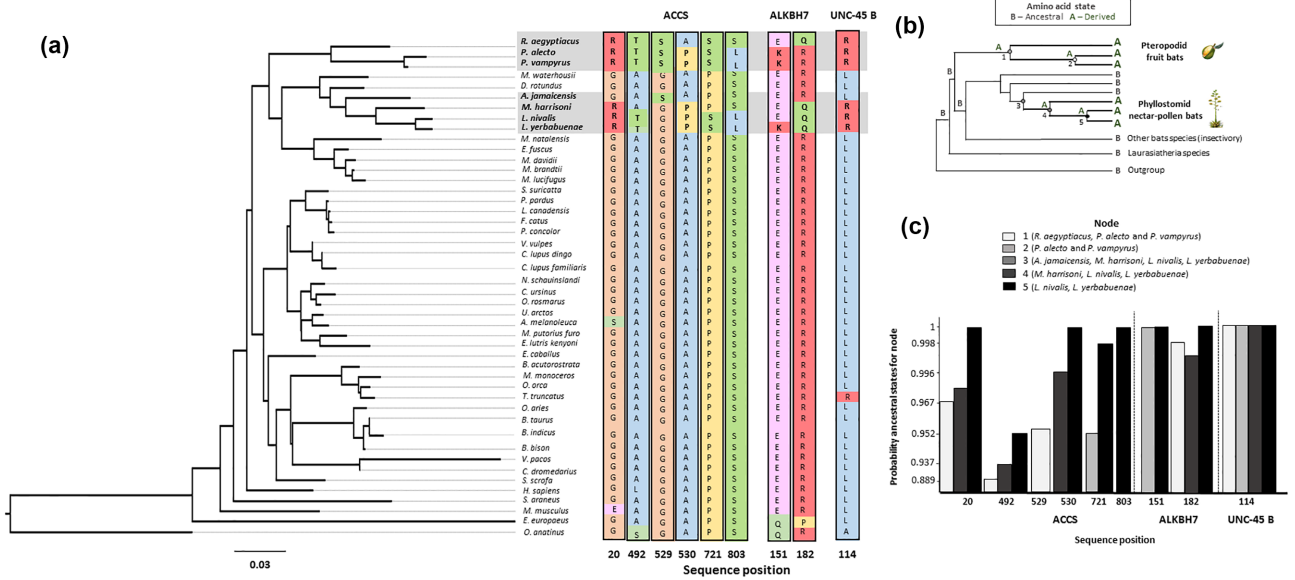 (a)
ACCS ALKBH7 UNC-45 B
R. aegyptiacus R T S A S S E Q R
P. alecto R T S P S L K R R
P. vampyrus R T S P S L K R R
M. waterhousii G A G A P S E R L
D. rotundus G A G A P S E R L
A. jamaicensis G A S A P S E R L
M. harrisoni R A G P P S E Q R
L. nivalis R T G P S L E Q R
L. yerbabuenae R T G P S L K Q R
M. natalensis G A G A P S E R L
E. fuscus G A G A P S E R L
M. davidii G A G A P S E R L
M. brandtii G A G A P S E R L
M. lucifugus G A G A P S E R L
S. suricatta G A G A P S E R L
P. pardus G A G A P S E R L
L. canadensis G A G A P S E R L
F. catus G A G A P S E R L
P. concolor G A G A P S E R L
V. vulpes G A G A P S E R L
C. lupus dingo G A G A P S E R L
C. lupus familiaris G A G A P S E R L
N. schauinslandi G A G A P S E R L
C. ursinus G A G A P S E R L
O. rosmarus G A G A P S E R L
U. arctos G A G A P S E R L
A. melanoleuca S A G A P S E R L
M. putorius furo G A G A P S E R L
E. lutris kenyoni G A G A P S E R L
E. caballus G A G A P S E R L
B. acutorostrata G A G A P S E R L
M. monoceros G A G A P S E R L
O. orca G A G A P S E R L
T. truncatus G A G A P S E R R
O. aries G A G A P S E R L
B. taurus G A G A P S E R L
B. indicus G A G A P S E R L
B. bison G A G A P S E R L
V. pacos G A G A P S E R L
C. dromedarius G A G A P S E R L
S. scrofa G A G A P S E R L
H. sapiens G L G A P S E R L
S. araneus G A G A P S E R L
M. musculus E A G A P S E R L
E. europaeus G A G A P S Q P L
O. anatinus G S G A P S Q R A
0.03
20 492 529 530 721 803 151 182 114
Sequence position
(b)
Amino acid state
B – Ancestral A – Derived
A
A
A
A 1
A 2
Pteropodid
fruit bats
B
B
B
B
B
A
A
A
3
A 4
A 5
Phyllostomid
nectar-pollen bats
B Other bats species (insectivory)
B Laurasiatheria species
B Outgroup
(c)
Node
1 (R. aegyptiacus, P. alecto and P. vampyrus)
2 (P. alecto and P. vampyrus)
3 (A. jamaicensis, M. harrisoni, L. nivalis, L. yerbabuenae)
4 (M. harrisoni, L. nivalis, L. yerbabuenae)
5 (L. nivalis, L. yerbabuenae)
Probability ancestral states for node
1
0.998
0.996
0.967
0.952
0.937
0.889
20 492 529 530 721 803 151 182 114
ACCS ALKBH7 UNC-45 B
Sequence position